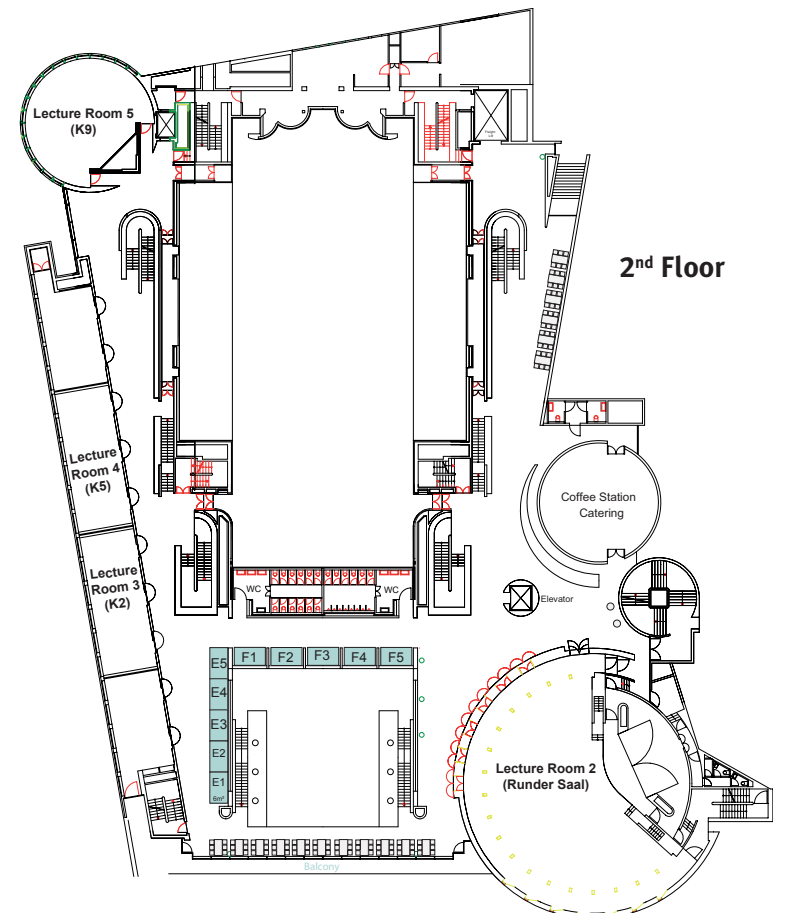 Lecture Room 5
(K9)
2nd Floor
Lecture
Room 4
(K5)
Coffee Station
Catering
Lecture
Room 3
(K2)
WC
WC
Elevator
E5
F1
F2
F3
F4
F5
E4
E3
E2
E1
6m²
Lecture Room 2
(Runder Saal)
Balcony